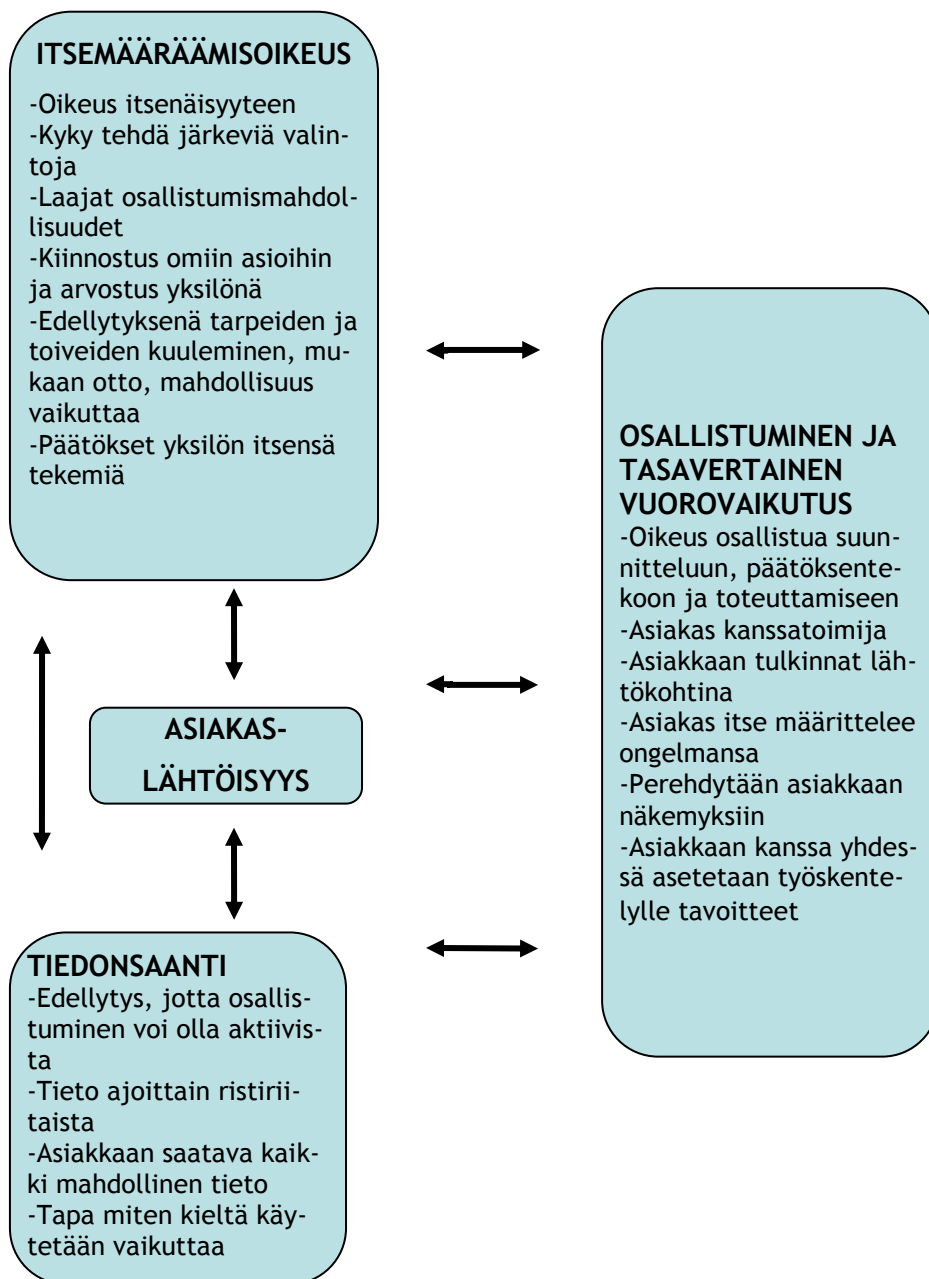 ITSEMÄÄRÄÄMISOIKEUS
-Oikeus itsenäisyyteen
-Kyky tehdä järkeviä valin-
toja
-Laajat osallistumismahdol-
lisuudet
-Kiinnostus omiin asioihin
ja arvostus yksilönä
-Edellytyksenä tarpeiden ja
toiveiden kuuleminen, mu-
kaan otto, mahdollisuus
vaikuttaa
-Päätökset yksilön itsensä
tekemiä
ASIAKAS-
LÄHTÖISYYS
TIEDONSAANTI
-Edellytys, jotta osallis-
tuminen voi olla aktiivis-
ta
-Tieto ajoittain ristirii-
taista
-Asiakkaan saatava kaik-
ki mahdollinen tieto
-Tapa miten kieltä käy-
tetään vaikuttaa
OSALLISTUMINEN JA
TASAVERTAINEN
VUOROVAIKUTUS
-Oikeus osallistua suun-
nitteluun, päätöksente-
koon ja toteuttamiseen
-Asiakas kanssatoimija
-Asiakkaan tulkinnat läh-
tökohtina
-Asiakas itse määrittelee
ongelmansa
-Perehdytään asiakkaan
näkemyksiin
-Asiakkaan kanssa yhdes-
sä asetetaan työskente-
lylle tavoitteet